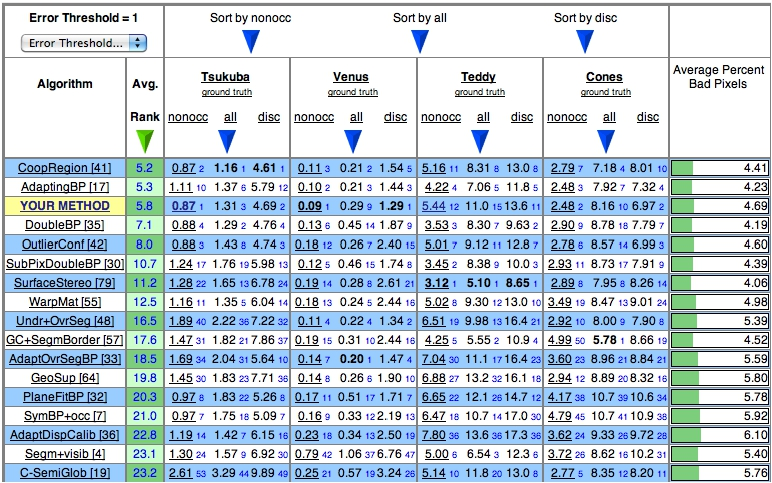 Error Threshold = 1 Sort by nonocc Sort by all Sort by disc
Error Threshold...
Algorithm Avg. Tsukuba Venus Teddy Cones Average Percent
Bad Pixels
ground truth ground truth ground truth ground truth
Rank nonocc all disc nonocc all disc nonocc all disc nonocc all disc
CoopRegion [41] 5.2 0.87 2 1.16 1 4.61 1 0.11 3 0.21 2 1.54 5 5.16 11 8.31 8 13.0 8 2.79 7 7.18 4 8.01 10 4.41
AdaptingBP [17] 5.3 1.11 10 1.37 6 5.79 12 0.10 2 0.21 3 1.44 3 4.22 4 7.06 5 11.8 5 2.48 3 7.92 7 7.32 4 4.23
YOUR METHOD 5.8 0.87 1 1.31 3 4.69 2 0.09 1 0.29 9 1.29 1 5.44 12 11.0 15 13.6 11 2.48 2 8.16 10 6.97 2 4.69
DoubleBP [35] 7.1 0.88 4 1.29 2 4.76 4 0.13 6 0.45 14 1.87 9 3.53 3 8.30 7 9.63 2 2.90 9 8.78 18 7.79 7 4.19
OutlierConf [42] 8.0 0.88 3 1.43 8 4.74 3 0.18 12 0.26 7 2.40 15 5.01 7 9.12 11 12.8 7 2.78 6 8.57 14 6.99 3 4.60
SubPixDoubleBP [30] 10.7 1.24 17 1.76 19 5.98 13 0.12 5 0.46 15 1.74 8 3.45 2 8.38 9 10.0 3 2.93 11 8.73 17 7.91 9 4.39
SurfaceStereo [79] 11.2 1.28 22 1.65 13 6.78 24 0.19 14 0.28 8 2.61 21 3.12 1 5.10 1 8.65 1 2.89 8 7.95 8 8.26 14 4.06
WarpMat [55] 12.5 1.16 11 1.35 5 6.04 14 0.18 13 0.24 5 2.44 16 5.02 8 9.30 12 13.0 10 3.49 19 8.47 13 9.01 24 4.98
Undr+OvrSeg [48] 16.5 1.89 40 2.22 36 7.22 32 0.11 4 0.22 4 1.34 2 6.51 19 9.98 13 16.4 21 2.92 10 8.00 9 7.90 8 5.39
GC+SegmBorder [57] 17.6 1.47 31 1.82 21 7.86 37 0.19 15 0.31 10 2.44 16 4.25 5 5.55 2 10.9 4 4.99 50 5.78 1 8.66 19 4.52
AdaptOvrSegBP [33] 18.5 1.69 34 2.04 31 5.64 10 0.14 7 0.20 1 1.47 4 7.04 30 11.1 17 16.4 23 3.60 23 8.96 21 8.84 21 5.59
GeoSup [64] 19.8 1.45 30 1.83 23 7.71 36 0.14 8 0.26 6 1.90 10 6.88 27 13.2 32 16.1 18 2.94 12 8.89 20 8.32 16 5.80
PlaneFitBP [32] 20.3 0.97 8 1.83 22 5.26 8 0.17 11 0.51 17 1.71 7 6.65 22 12.1 26 14.7 12 4.17 38 10.7 39 10.6 34 5.78
SymBP+occ [7] 21.0 0.97 7 1.75 18 5.09 7 0.16 9 0.33 12 2.19 13 6.47 18 10.7 14 17.0 30 4.79 45 10.7 41 10.9 38 5.92
AdaptDispCalib [36] 22.8 1.19 14 1.42 7 6.15 16 0.23 18 0.34 13 2.50 19 7.80 36 13.6 36 17.3 36 3.62 24 9.33 26 9.72 28 6.10
Segm+visib [4] 23.1 1.30 24 1.57 9 6.92 30 0.79 42 1.06 37 6.76 47 5.00 6 6.54 3 12.3 6 3.72 26 8.62 16 10.2 31 5.40
C-SemiGlob [19] 23.2 2.61 53 3.29 44 9.89 49 0.25 21 0.57 19 3.24 26 5.14 10 11.8 20 13.0 8 2.77 5 8.35 12 8.20 11 5.76